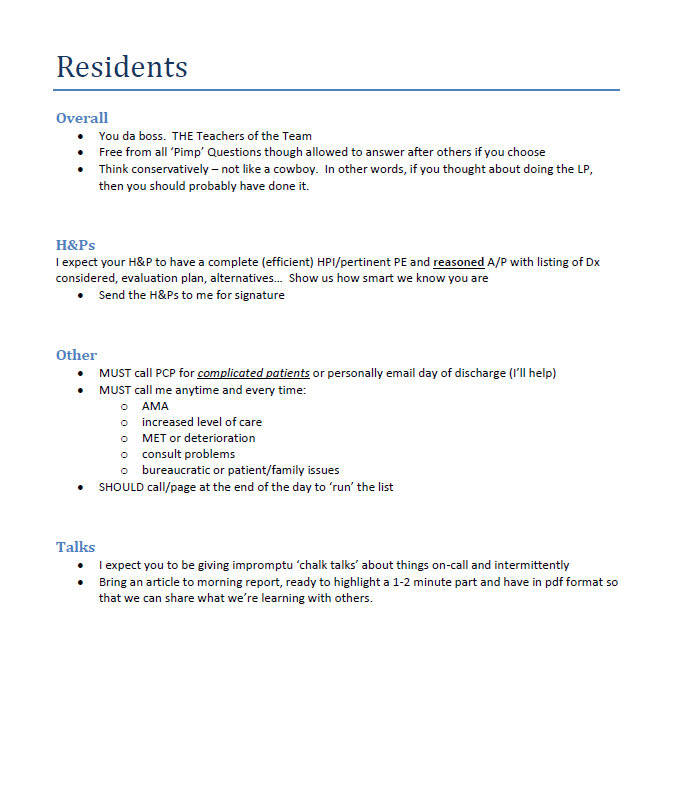 Residents
Overall
• You da boss.  THE Teachers of the Team
• Free from all ‘Pimp’ Questions though allowed to answer after others if you choose
• Think conservatively – not like a cowboy.  In other words, if you thought about doing the LP,
then you should probably have done it.
H&Ps
I expect your H&P to have a complete (efficient) HPI/pertinent PE and reasoned A/P with listing of Dx
considered, evaluation plan, alternatives…  Show us how smart we know you are
• Send the H&Ps to me for signature
Other
• MUST call PCP for complicated patients or personally email day of discharge (I’ll help)
• MUST call me anytime and every time:
o AMA
o increased level of care
o MET or deterioration
o consult problems
o bureaucratic or patient/family issues
• SHOULD call/page at the end of the day to ‘run’ the list
Talks
• I expect you to be giving impromptu ‘chalk talks’ about things on-call and intermittently
• Bring an article to morning report, ready to highlight a 1-2 minute part and have in pdf format so
that we can share what we’re learning with others.